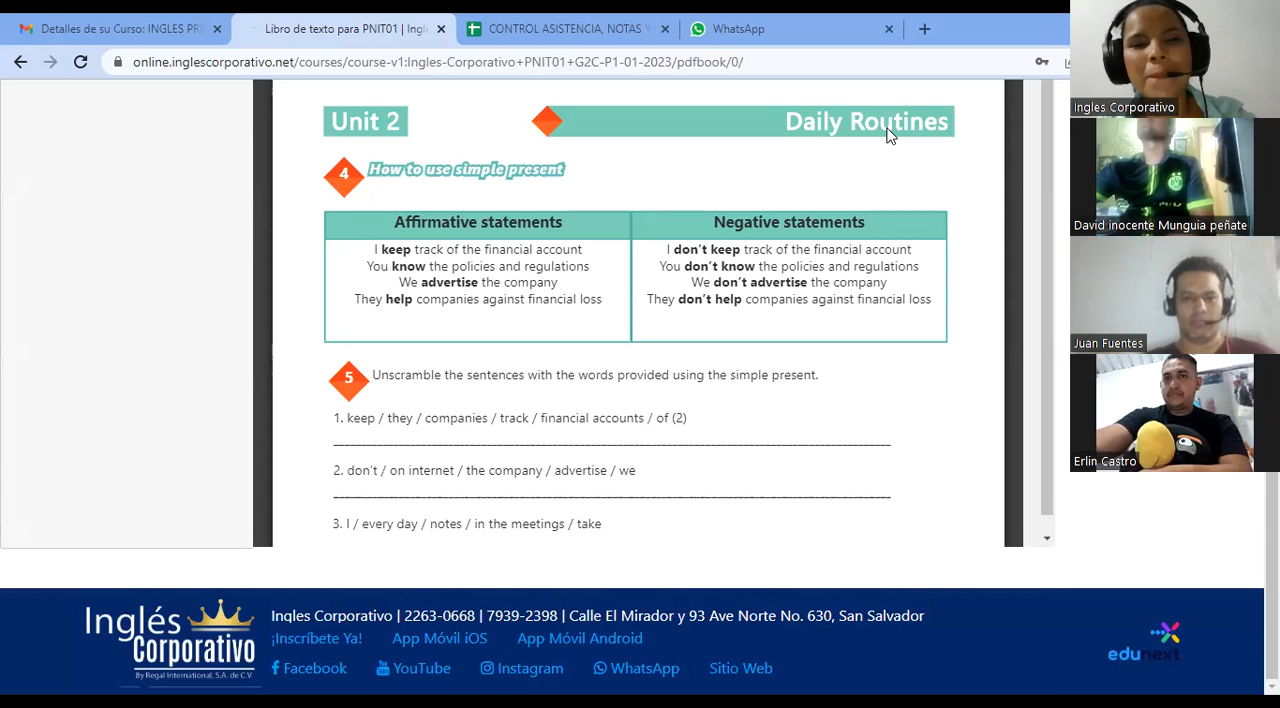 Detalles de su Curso: INGLES PR
Libro de texto para PNIT01 | Ingl
CONTROL ASISTENCIA, NOTAS Y
WhatsApp
online.inglescorporativo.net/courses/course-v1:Ingles-Corporativo+PNIT01+G2C-P1-01-2023/pdfbook/0/
Ingles Corporativo
David inocente Munguia peñate
Juan Fuentes
Erlin Castro
Unit 2
Daily Routines
4 How to use simple present
Affirmative statements
I keep track of the financial account
You know the policies and regulations
We advertise the company
They help companies against financial loss
Negative statements
I don't keep track of the financial account
You don't know the policies and regulations
We don't advertise the company
They don't help companies against financial loss
5 Unscramble the sentences with the words provided using the simple present.
1. keep / they / companies / track / financial accounts / of (2)
2. don't / on internet / the company / advertise / we
3. I / every day / notes / in the meetings / take
Inglés
Corporativo
By Regal International, S.A. de C.V
Ingles Corporativo | 2263-0668 | 7939-2398 | Calle El Mirador y 93 Ave Norte No. 630, San Salvador
¡Inscríbete Ya! App Móvil iOS App Móvil Android
Facebook YouTube Instagram WhatsApp Sitio Web
edunext